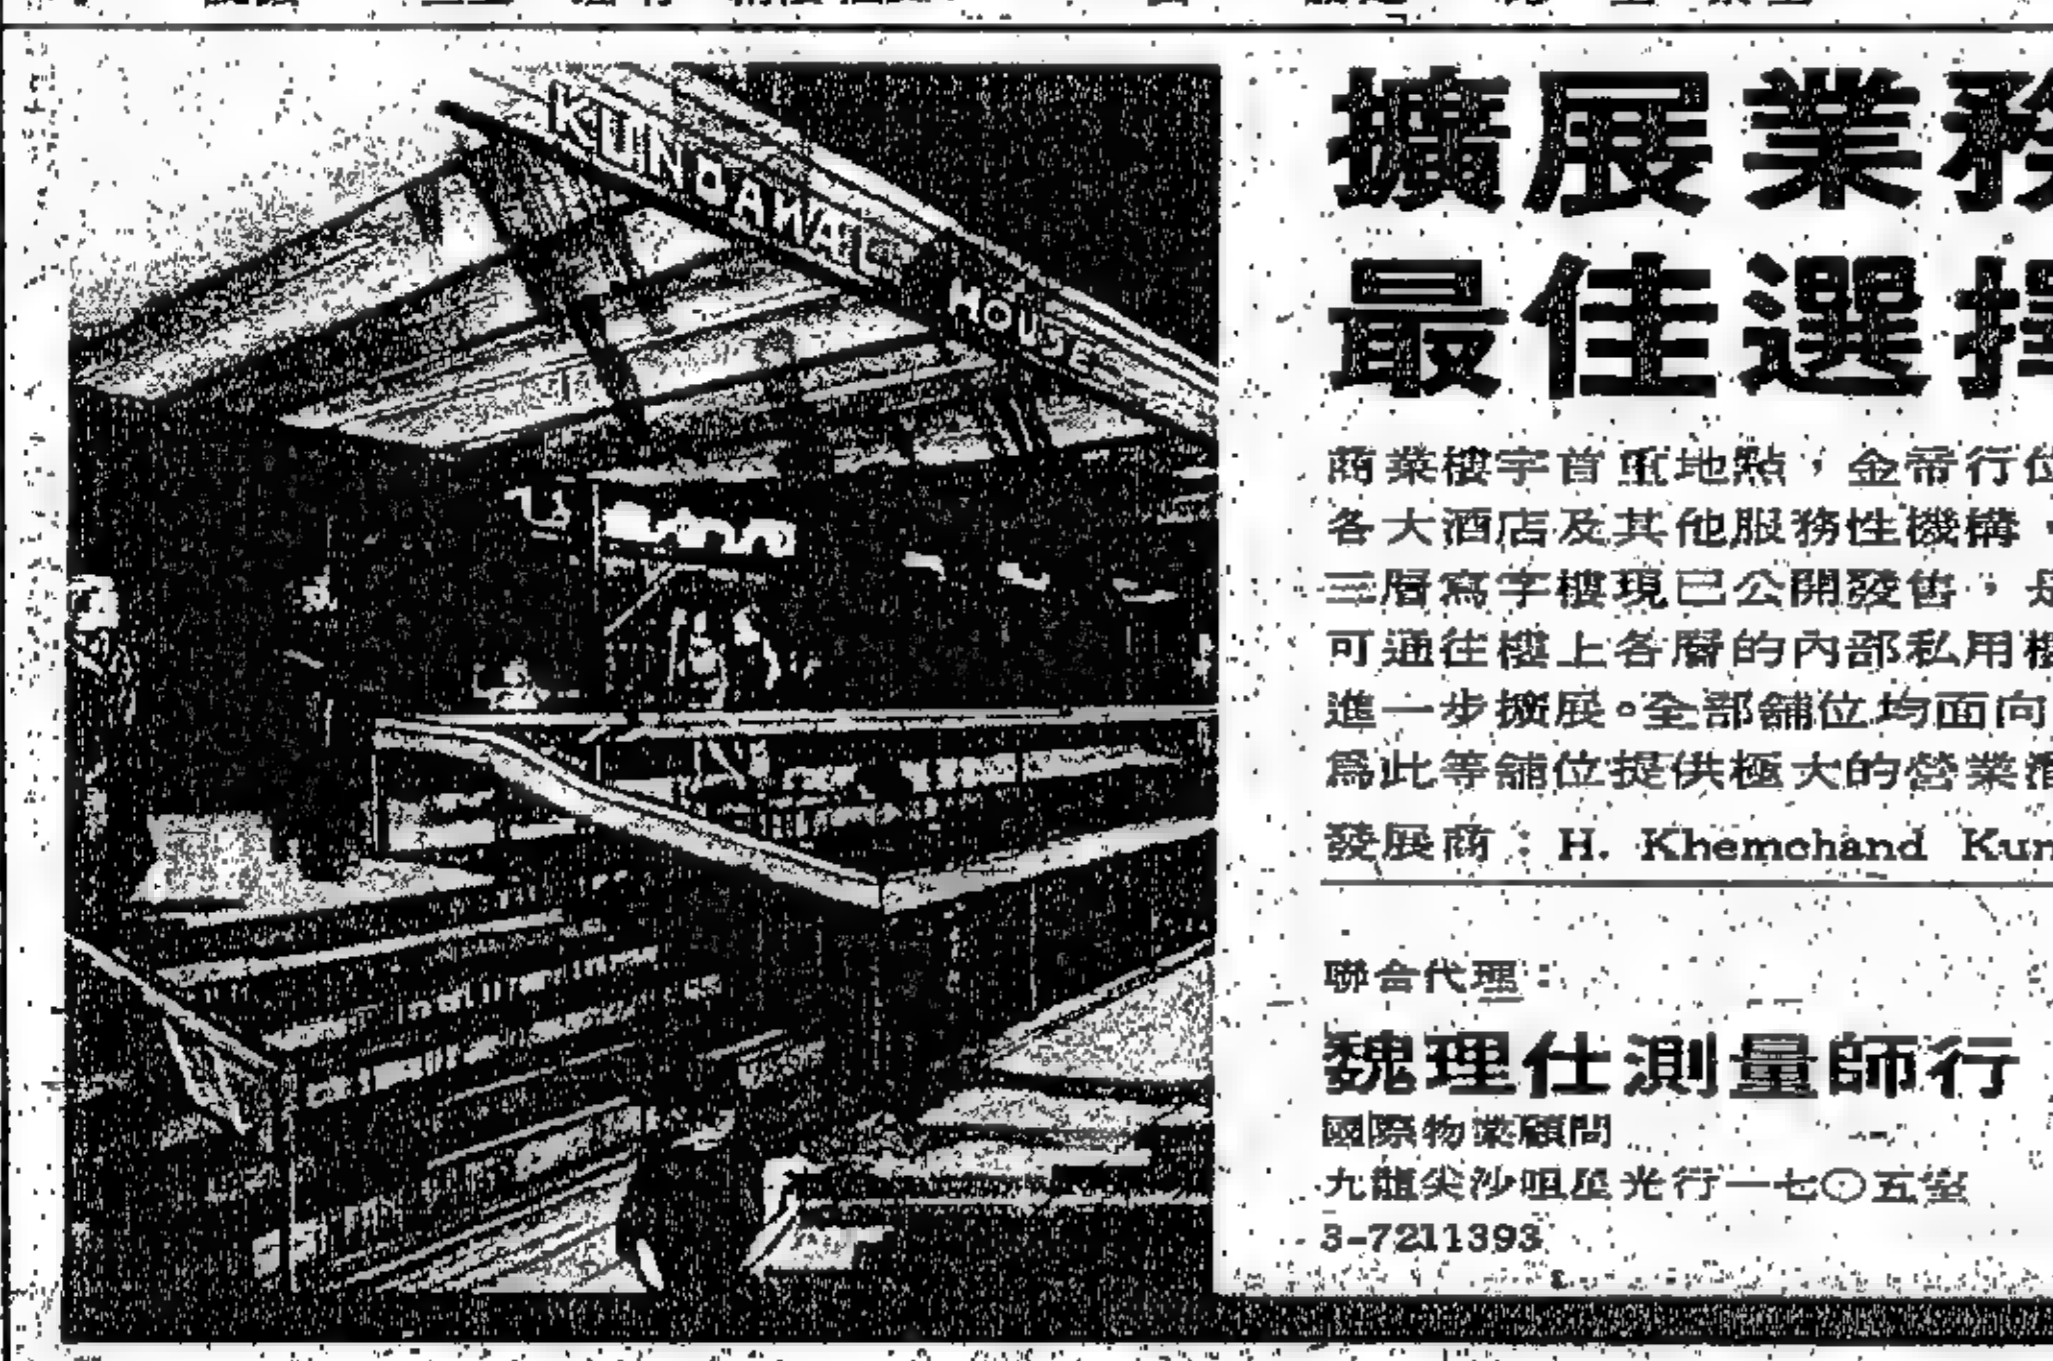 KUNDAWAL HOUSE
擴展業務
最佳選擇
商業樓宇首重地點，金帝行位
各大酒店及其他服務性機構，
三層寫字樓現已公開發售，是
可通往樓上各層的內部私用樓
進一步擴展。全部舖位均面向
為此等舖位提供極大的營業潛
發展商：H. Khemchand Kun
聯合代理：
魏理仕測量師行
國際物業顧問
九龍尖沙咀星光行一七〇五室
3-7211393